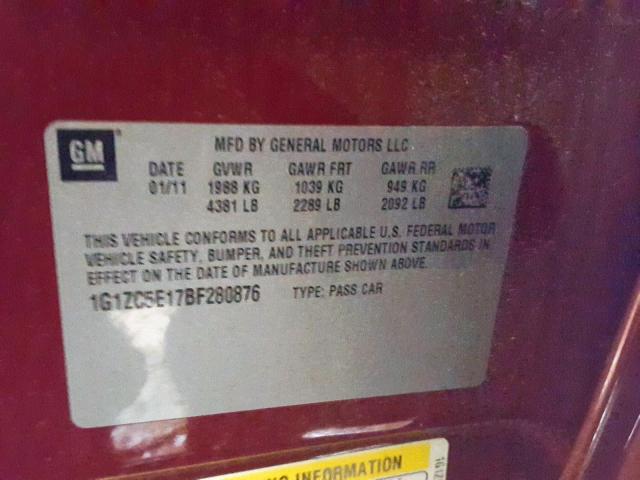 GM
MFD BY GENERAL MOTORS LLC
DATE GVWR GAWR FRT GAWR RR
01/11 1988 KG 1039 KG 949 KG
4381 LB 2289 LB 2092 LB
THIS VEHICLE CONFORMS TO ALL APPLICABLE U.S. FEDERAL MOTOR
VEHICLE SAFETY, BUMPER, AND THEFT PREVENTION STANDARDS IN
EFFECT ON THE DATE OF MANUFACTURE SHOWN ABOVE.
1G1ZC5E17BF280876 TYPE: PASS CAR
INFORMATION